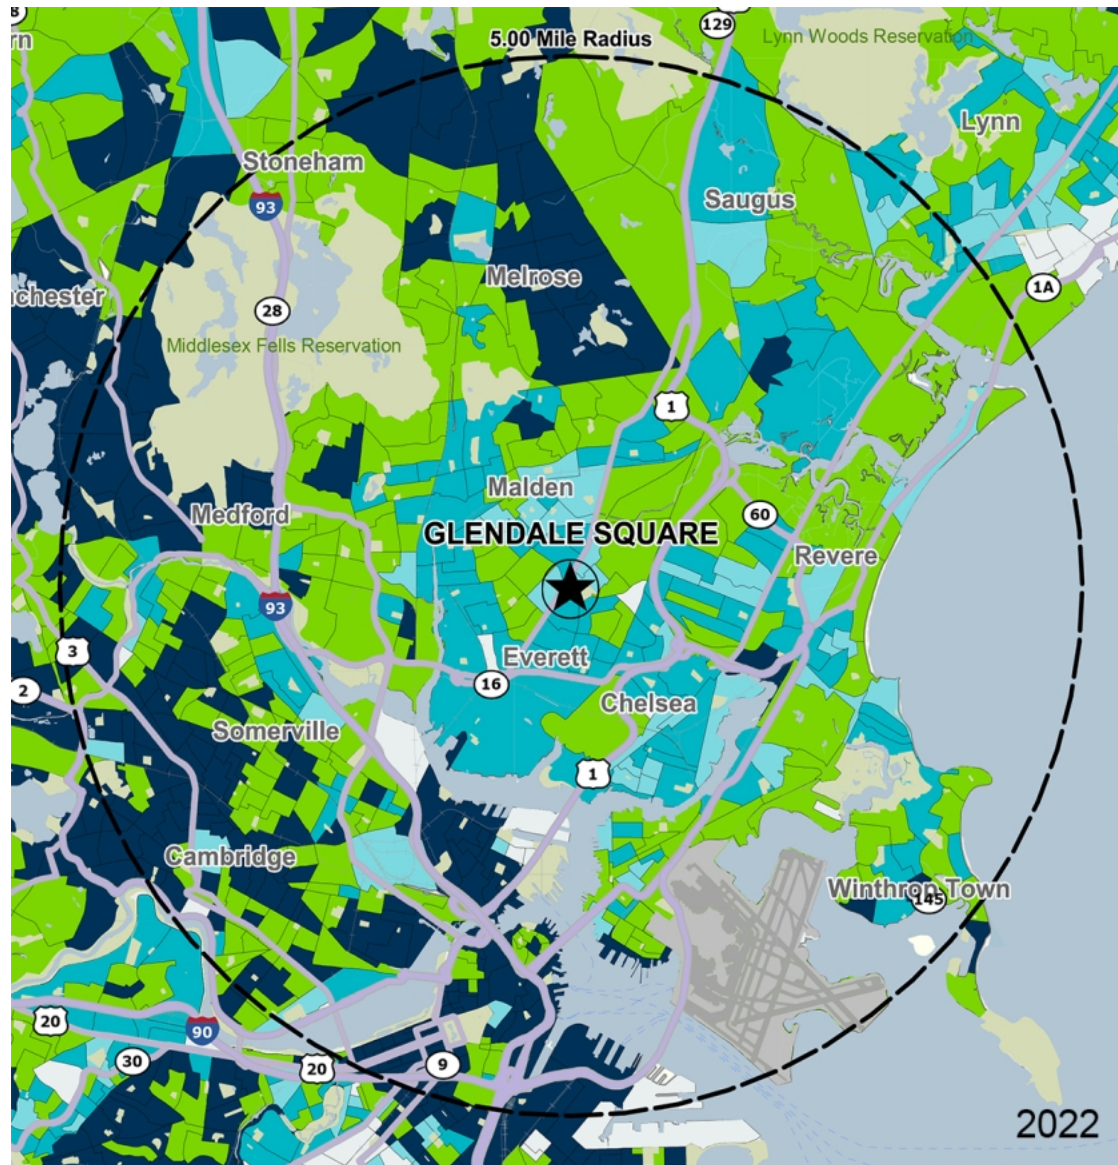 8
rn
129
5.00 Mile Radius
Lynn Woods Reservation
Lynn
Stoneham
93
Saugus
Melrose
1A
nchester
28
Middlesex Fells Reservation
1
Malden
Medford
60
GLENDALE SQUARE
Revere
93
3
Everett
2
16
Chelsea
Somerville
1
Cambridge
Winthrop Town
145
20
90
30
20
9
2022